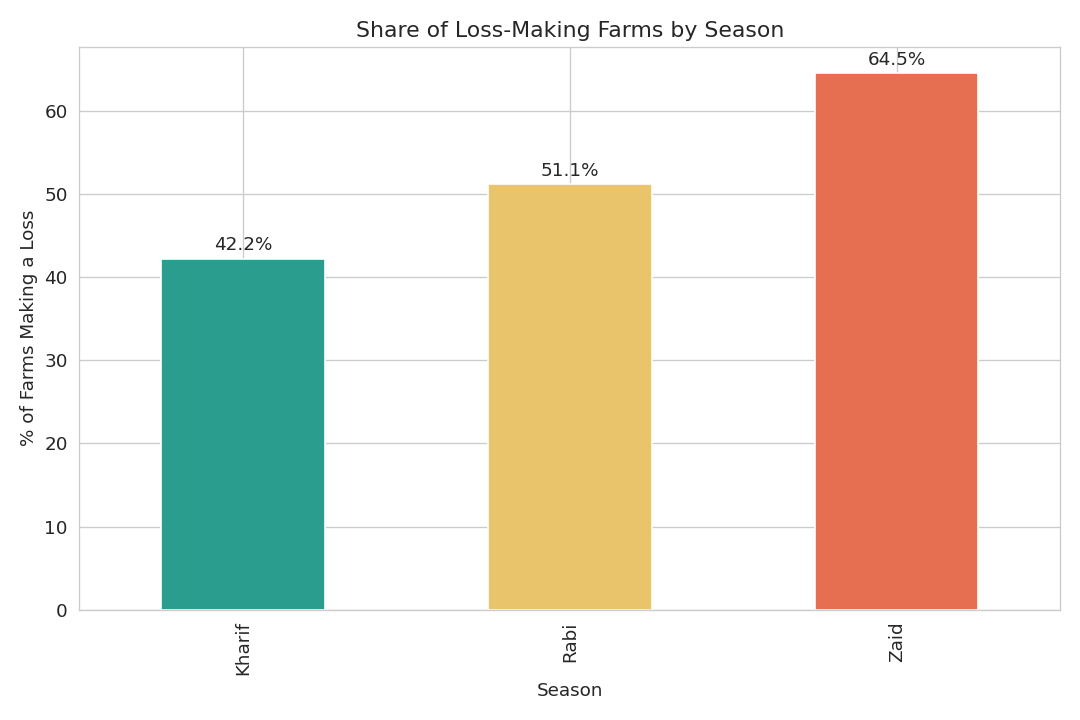 Share of Loss-Making Farms by Season
% of Farms Making a Loss
60
50
40
30
20
10
0
42.2%
51.1%
64.5%
Kharif
Rabi
Zaid
Season